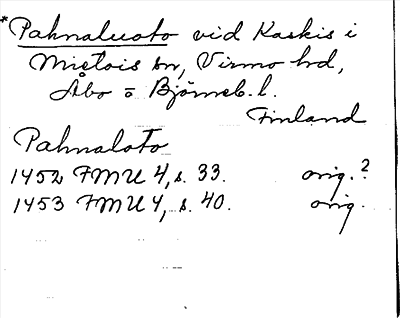 *Pahnaluoto vid Kaskis i
Mietois sn, Virmo hd,
Åbo o Björneb. l.
Finland
Pahnaloto
1452 FMU 4, s. 33. orig.?
1453 FMU 4, s. 40. orig.